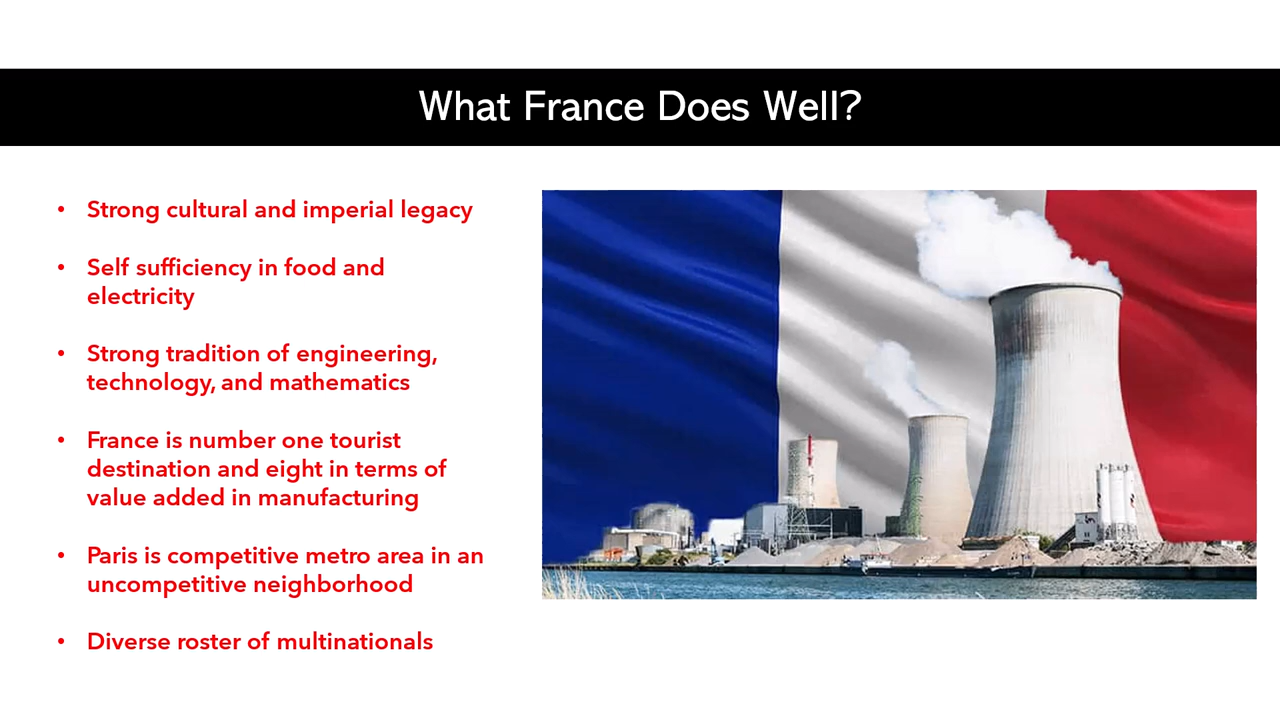 What France Does Well?
• Strong cultural and imperial legacy
• Self sufficiency in food and
electricity
• Strong tradition of engineering,
technology, and mathematics
• France is number one tourist
destination and eight in terms of
value added in manufacturing
• Paris is competitive metro area in an
uncompetitive neighborhood
• Diverse roster of multinationals